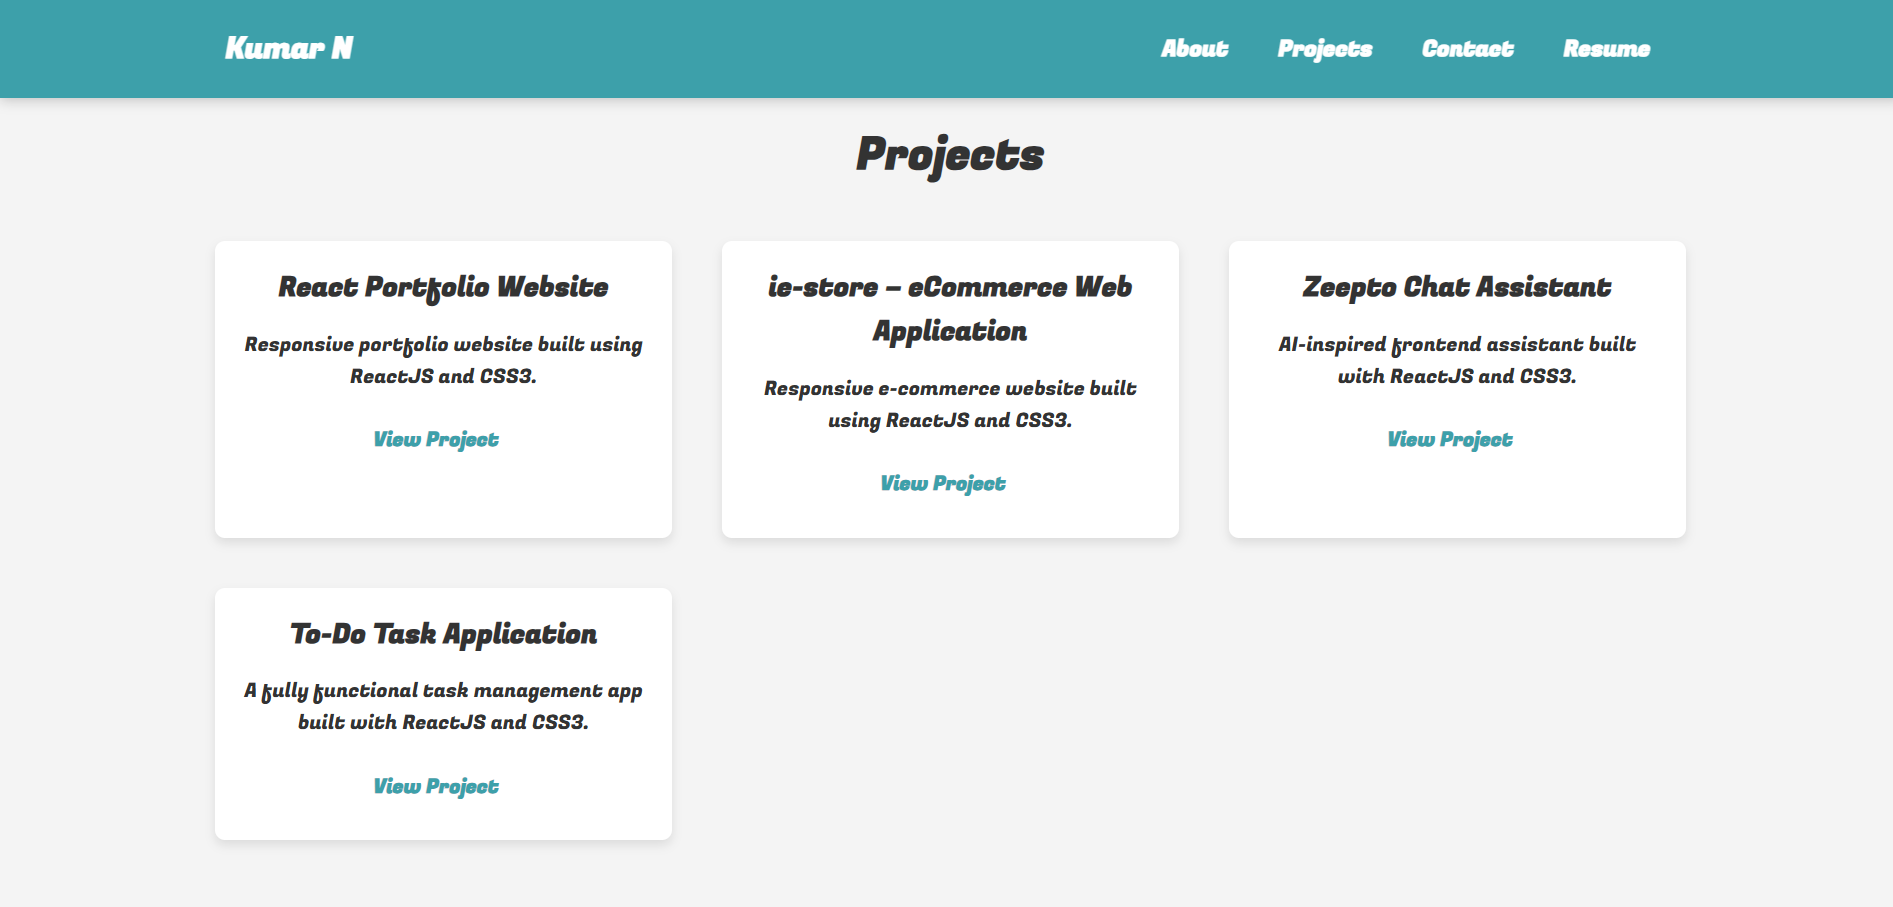 Kumar N
About Projects Contact Resume
Projects
React Portfolio Website
Responsive portfolio website built using
ReactJS and CSS3.
View Project
ie-store – eCommerce Web
Application
Responsive e-commerce website built
using ReactJS and CSS3.
View Project
Zeepto Chat Assistant
AI-inspired frontend assistant built
with ReactJS and CSS3.
View Project
To-Do Task Application
A fully functional task management app
built with ReactJS and CSS3.
View Project